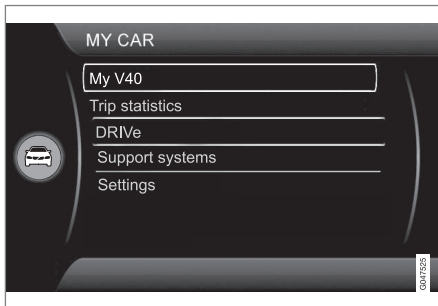 MY CAR
My V40
Trip statistics
DRIVe
Support systems
Settings
G047525